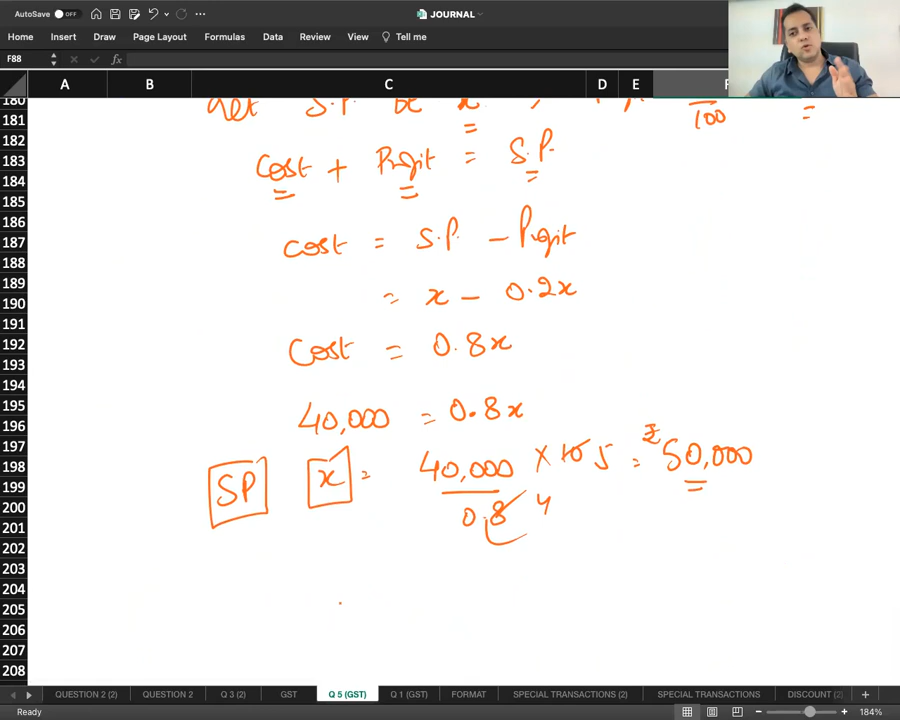 AutoSave OFF
JOURNAL
Home Insert Draw Page Layout Formulas Data Review View Tell me
F88 fx
A B C D E F
180
181
182
183
184
185
186
187
188
189
190
191
192
193
194
195
196
197
198
199
200
201
202
203
204
205
206
207
208
S.P. be x
100 =
Cost + Profit = S.P.
Cost = S.P. - Profit
= x - 0.2x
Cost = 0.8x
40,000 = 0.8x
SP x = 40,000 × 10 5 = ₹50,000
0.8 4
QUESTION 2 (2) QUESTION 2 Q 3 (2) GST Q 5 (GST) Q 1 (GST) FORMAT SPECIAL TRANSACTIONS (2) SPECIAL TRANSACTIONS DISCOUNT (2) +
184%